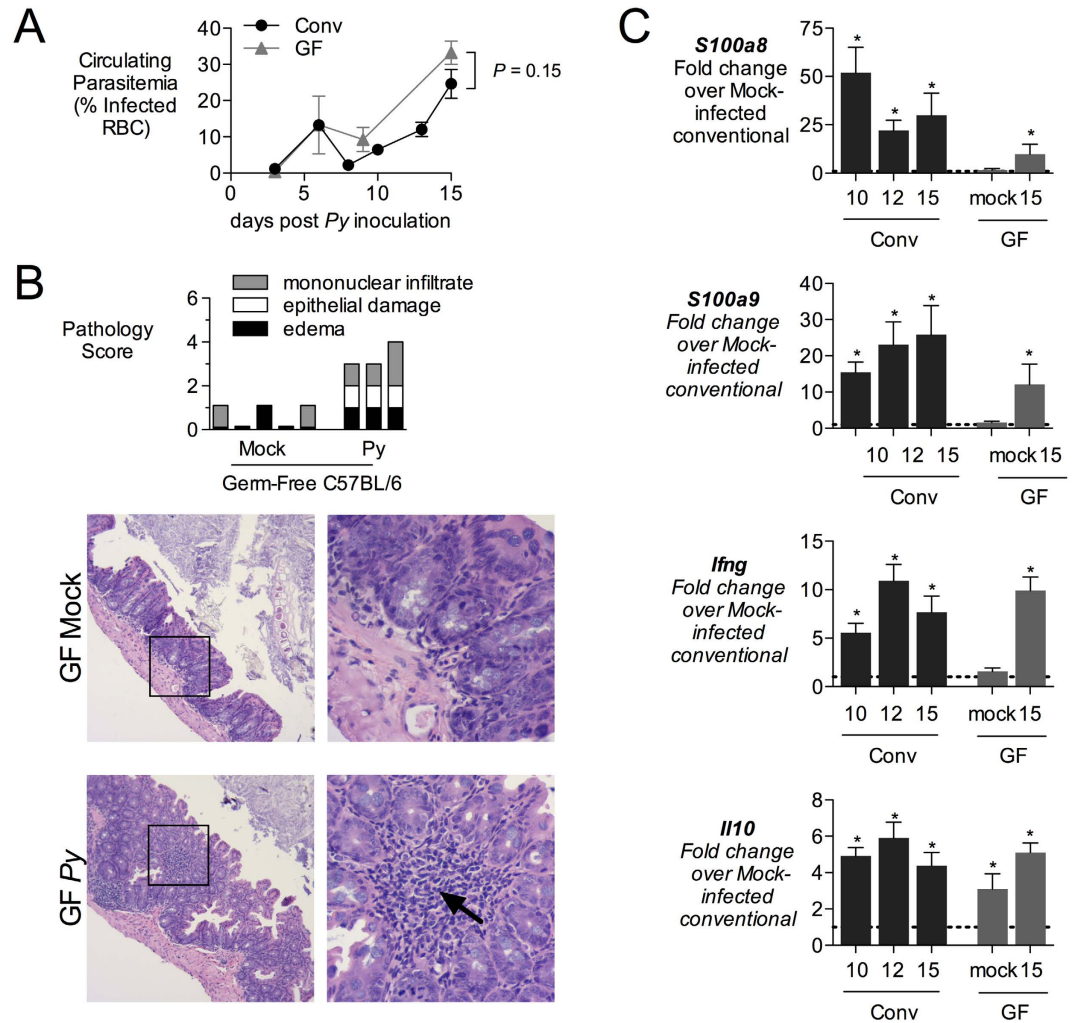 A
Circulating
Parasitemia
(% Infected
RBC)
40
30
20
10
0
Conv
GF
P = 0.15
0 5 10 15
days post Py inoculation
B
mononuclear infiltrate
epithelial damage
edema
Pathology
Score
6
4
2
0
Mock Py
Germ-Free C57BL/6
GF Mock
GF Py
C
S100a8
Fold change
over Mock-
infected
conventional
75
50
25
0
* * * *
10 12 15 mock 15
Conv GF
S100a9
Fold change
over Mock-
infected
conventional
40
30
20
10
0
* * * *
10 12 15 mock 15
Conv GF
Ifng
Fold change
over Mock-
infected
conventional
15
10
5
0
* * * *
10 12 15 mock 15
Conv GF
Il10
Fold change
over Mock-
infected
conventional
8
6
4
2
0
* * * * *
10 12 15 mock 15
Conv GF